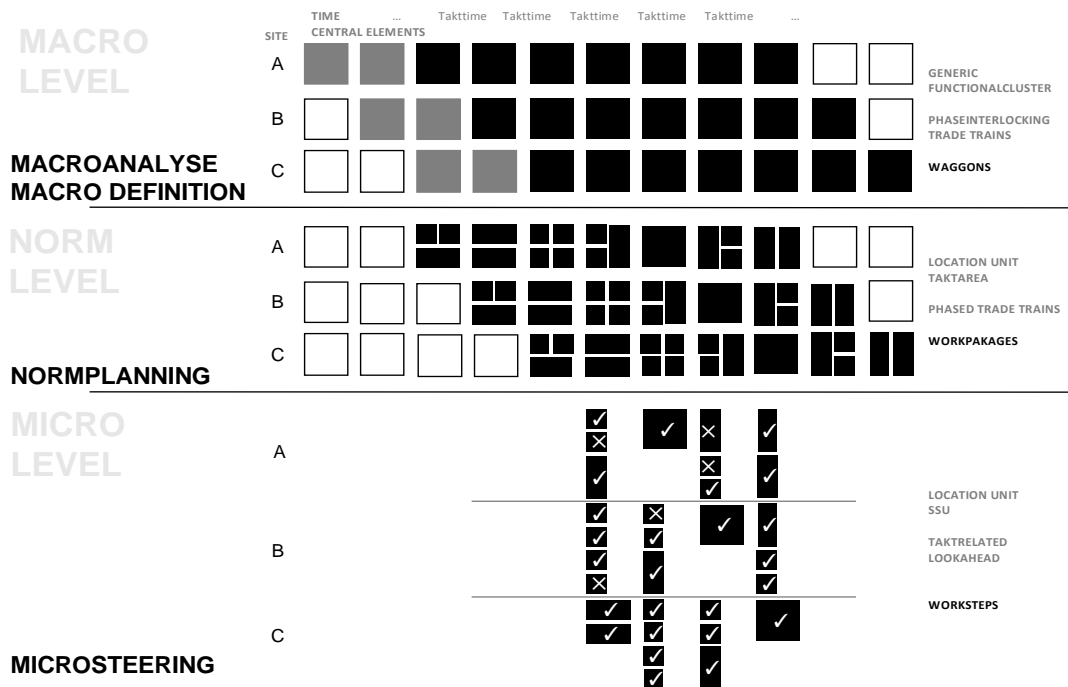 TIME … Takttime Takttime Takttime Takttime Takttime …
MACRO
LEVEL
SITE
CENTRAL ELEMENTS
A
GENERIC
FUNCTIONALCLUSTER
B
PHASEINTERLOCKING
TRADE TRAINS
MACROANALYSE
MACRO DEFINITION
C
WAGGONS
NORM
LEVEL
A
LOCATION UNIT
TAKTAREA
B
PHASED TRADE TRAINS
C
WORKPAKAGES
NORMPLANNING
MICRO
LEVEL
A
LOCATION UNIT
SSU
B
TAKTRELATED
LOOKAHEAD
WORKSTEPS
C
MICROSTEERING